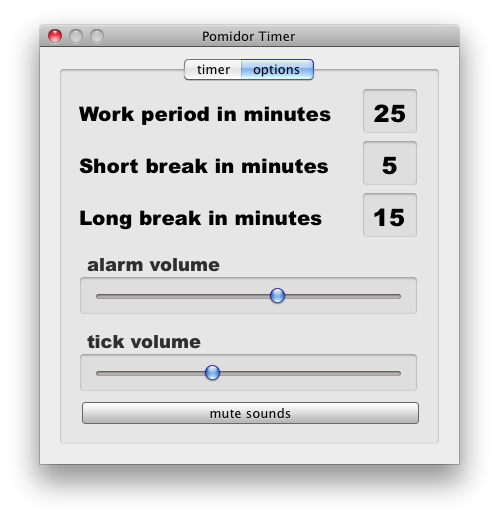 Pomidor Timer
timer options
Work period in minutes 25
Short break in minutes 5
Long break in minutes 15
alarm volume
tick volume
mute sounds